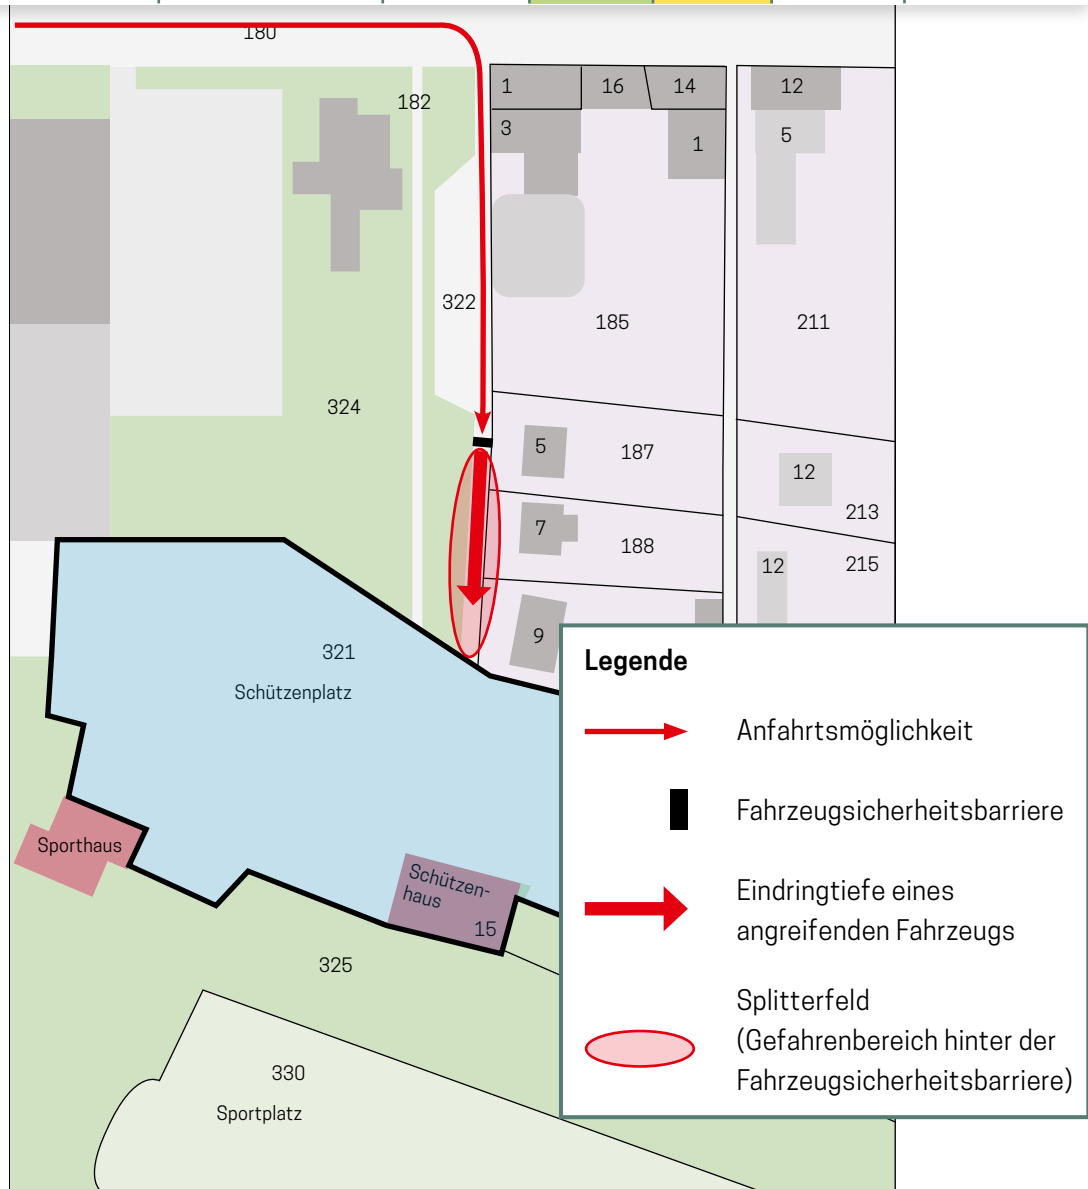 180
182
1
16
14
12
3
1
5
322
185
211
324
5
187
12
213
7
188
12
215
9
321
Schützenplatz
Sporthaus
Schützen-
haus
15
325
330
Sportplatz
Legende
Anfahrtsmöglichkeit
Fahrzeugsicherheitsbarriere
Eindringtiefe eines
angreifenden Fahrzeugs
Splitterfeld
(Gefahrenbereich hinter der
Fahrzeugsicherheitsbarriere)